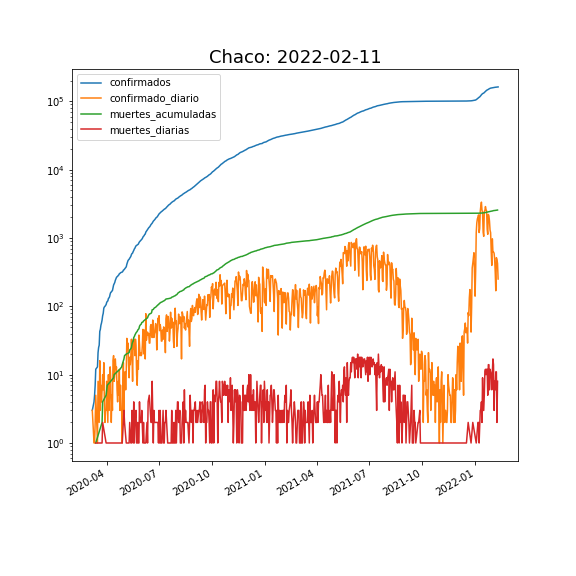 Chaco: 2022-02-11
confirmados
confirmado_diario
muertes_acumuladas
muertes_diarias
10^5
10^4
10^3
10^2
10^1
10^0
2020-04
2020-07
2020-10
2021-01
2021-04
2021-07
2021-10
2022-01